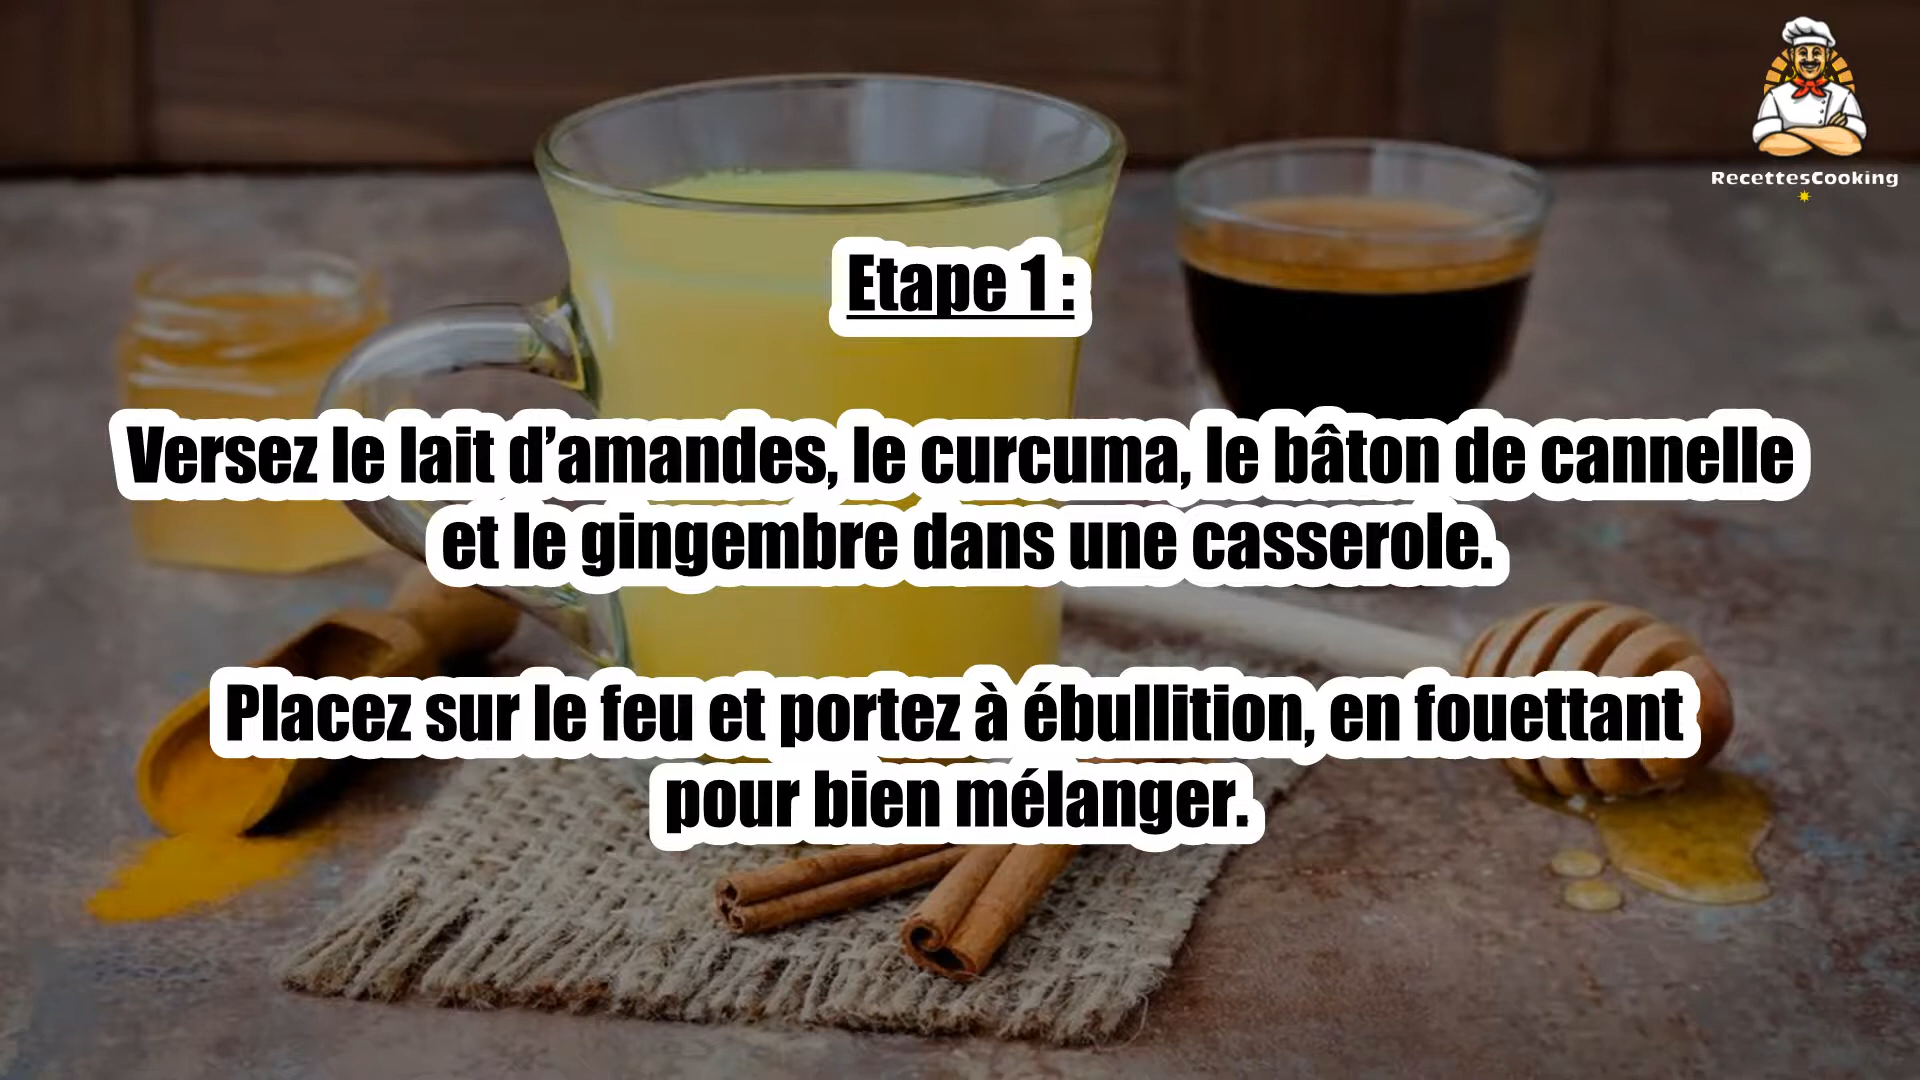 RecettesCooking
Etape 1 :
Versez le lait d’amandes, le curcuma, le bâton de cannelle
et le gingembre dans une casserole.
Placez sur le feu et portez à ébullition, en fouettant
pour bien mélanger.